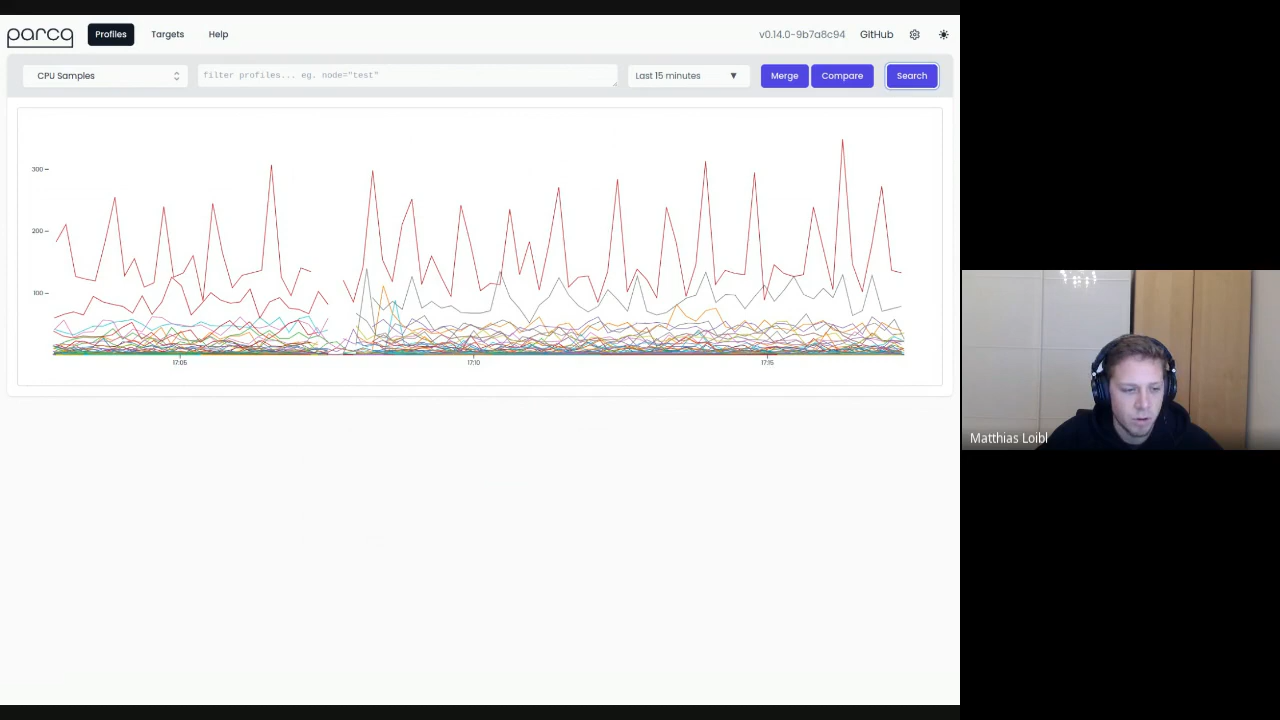 parca
Profiles
Targets
Help
v0.14.0-9b7a8c94
GitHub
CPU Samples
filter profiles... eg. node="test"
Last 15 minutes
Merge
Compare
Search
300
200
100
17:05
17:10
17:15
Matthias Loibl